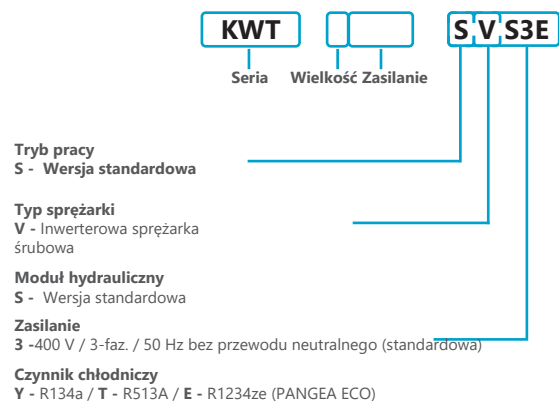 KWT S V S3E
Seria Wielkość Zasilanie
Tryb pracy
S - Wersja standardowa
Typ sprężarki
V - Inwerterowa sprężarka
śrubowa
Moduł hydrauliczny
S - Wersja standardowa
Zasilanie
3 -400 V / 3-faz. / 50 Hz bez przewodu neutralnego (standardowa)
Czynnik chłodniczy
Y - R134a / T - R513A / E - R1234ze (PANGEA ECO)